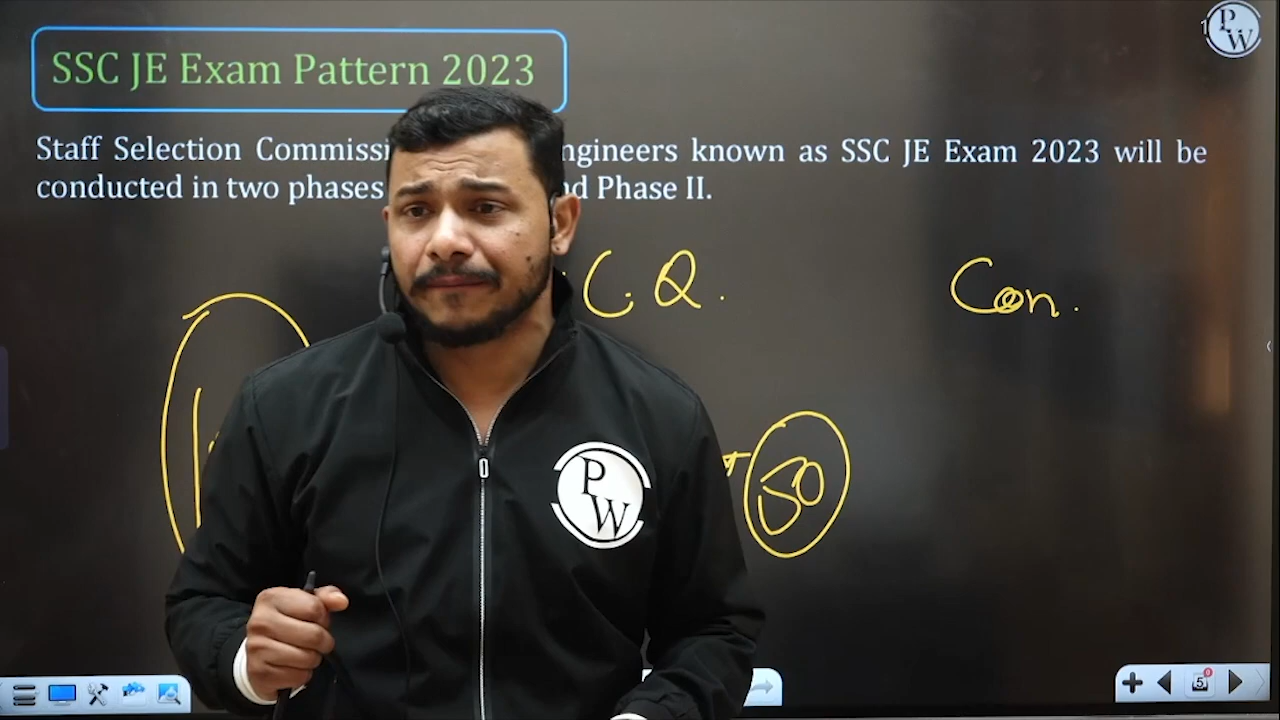 SSC JE Exam Pattern 2023
PW
Staff Selection Commissi ngineers known as SSC JE Exam 2023 will be
conducted in two phases nd Phase II.
C.Q.
Con.
50
PW
5